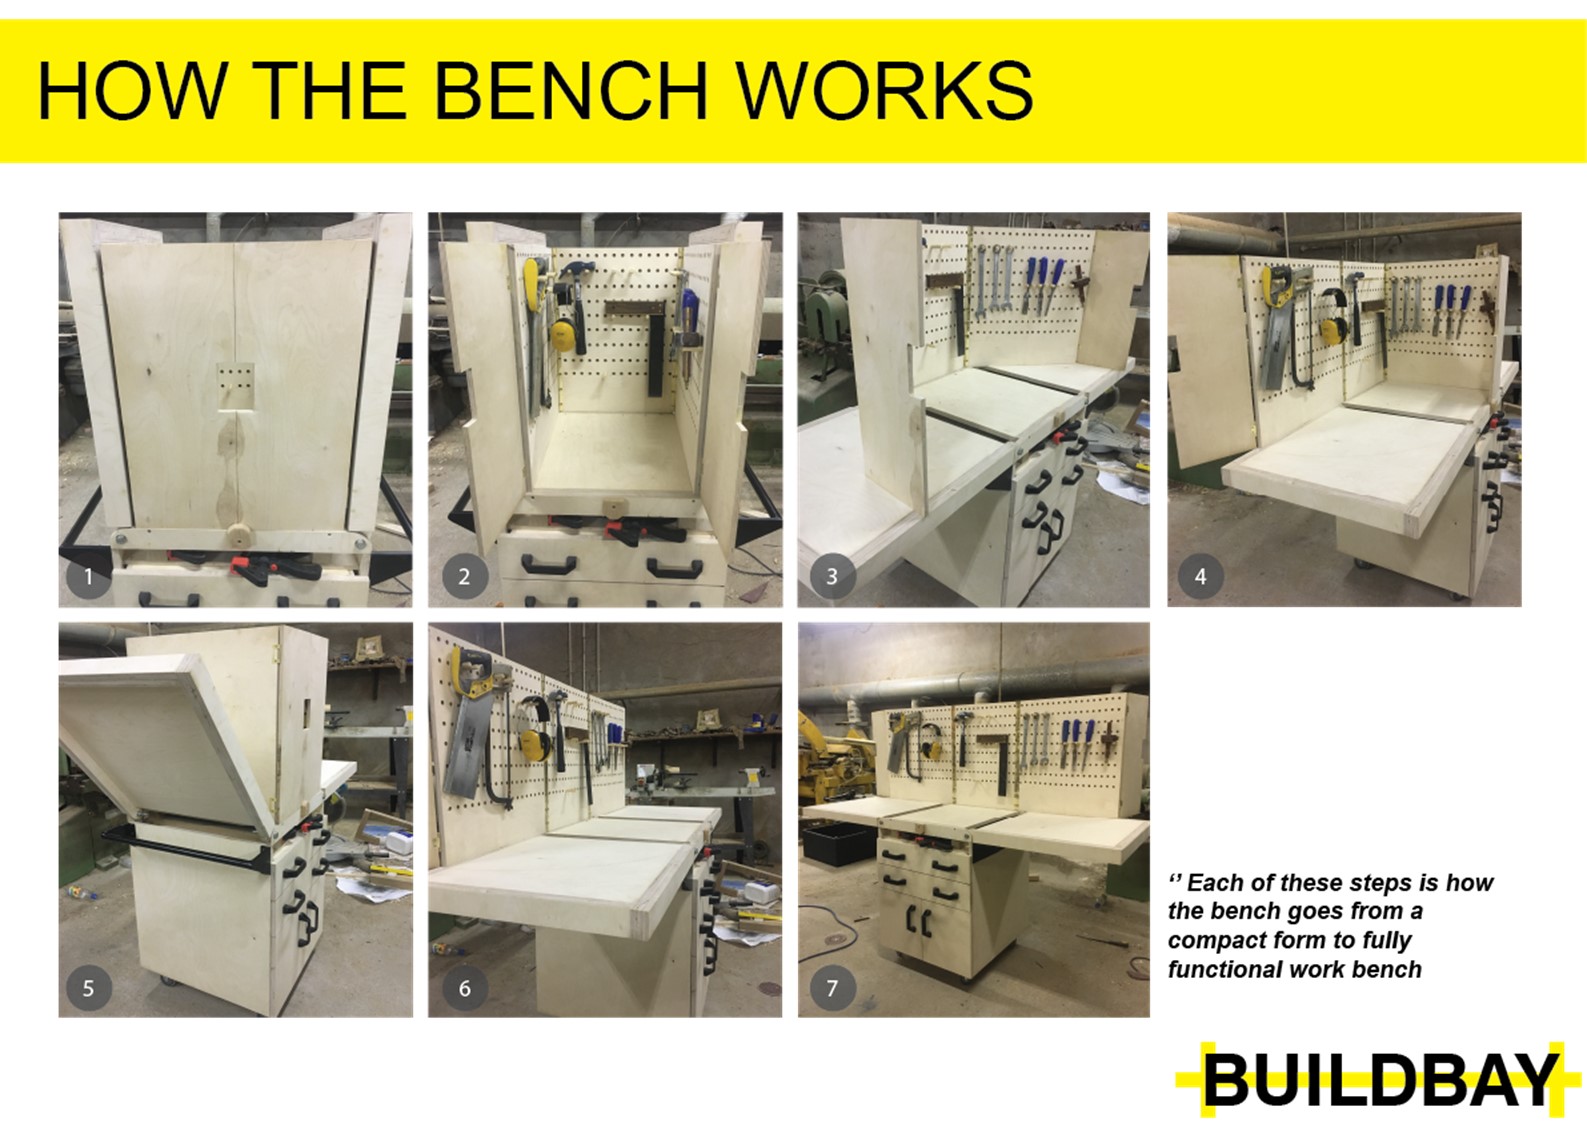 HOW THE BENCH WORKS
1
2
3
4
5
6
7
‘’ Each of these steps is how
the bench goes from a
compact form to fully
functional work bench
BUILDBAY